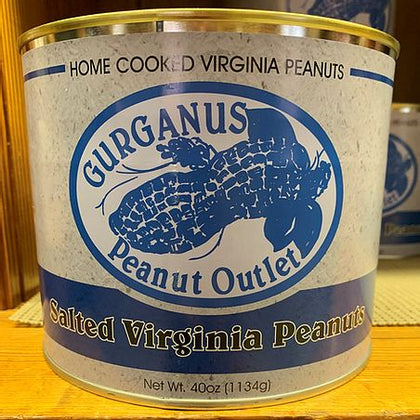 HOME COOKED VIRGINIA PEANUTS
GURGANUS
Peanut Outlet
Salted Virginia Peanuts
Net Wt. 40oz (1134g)